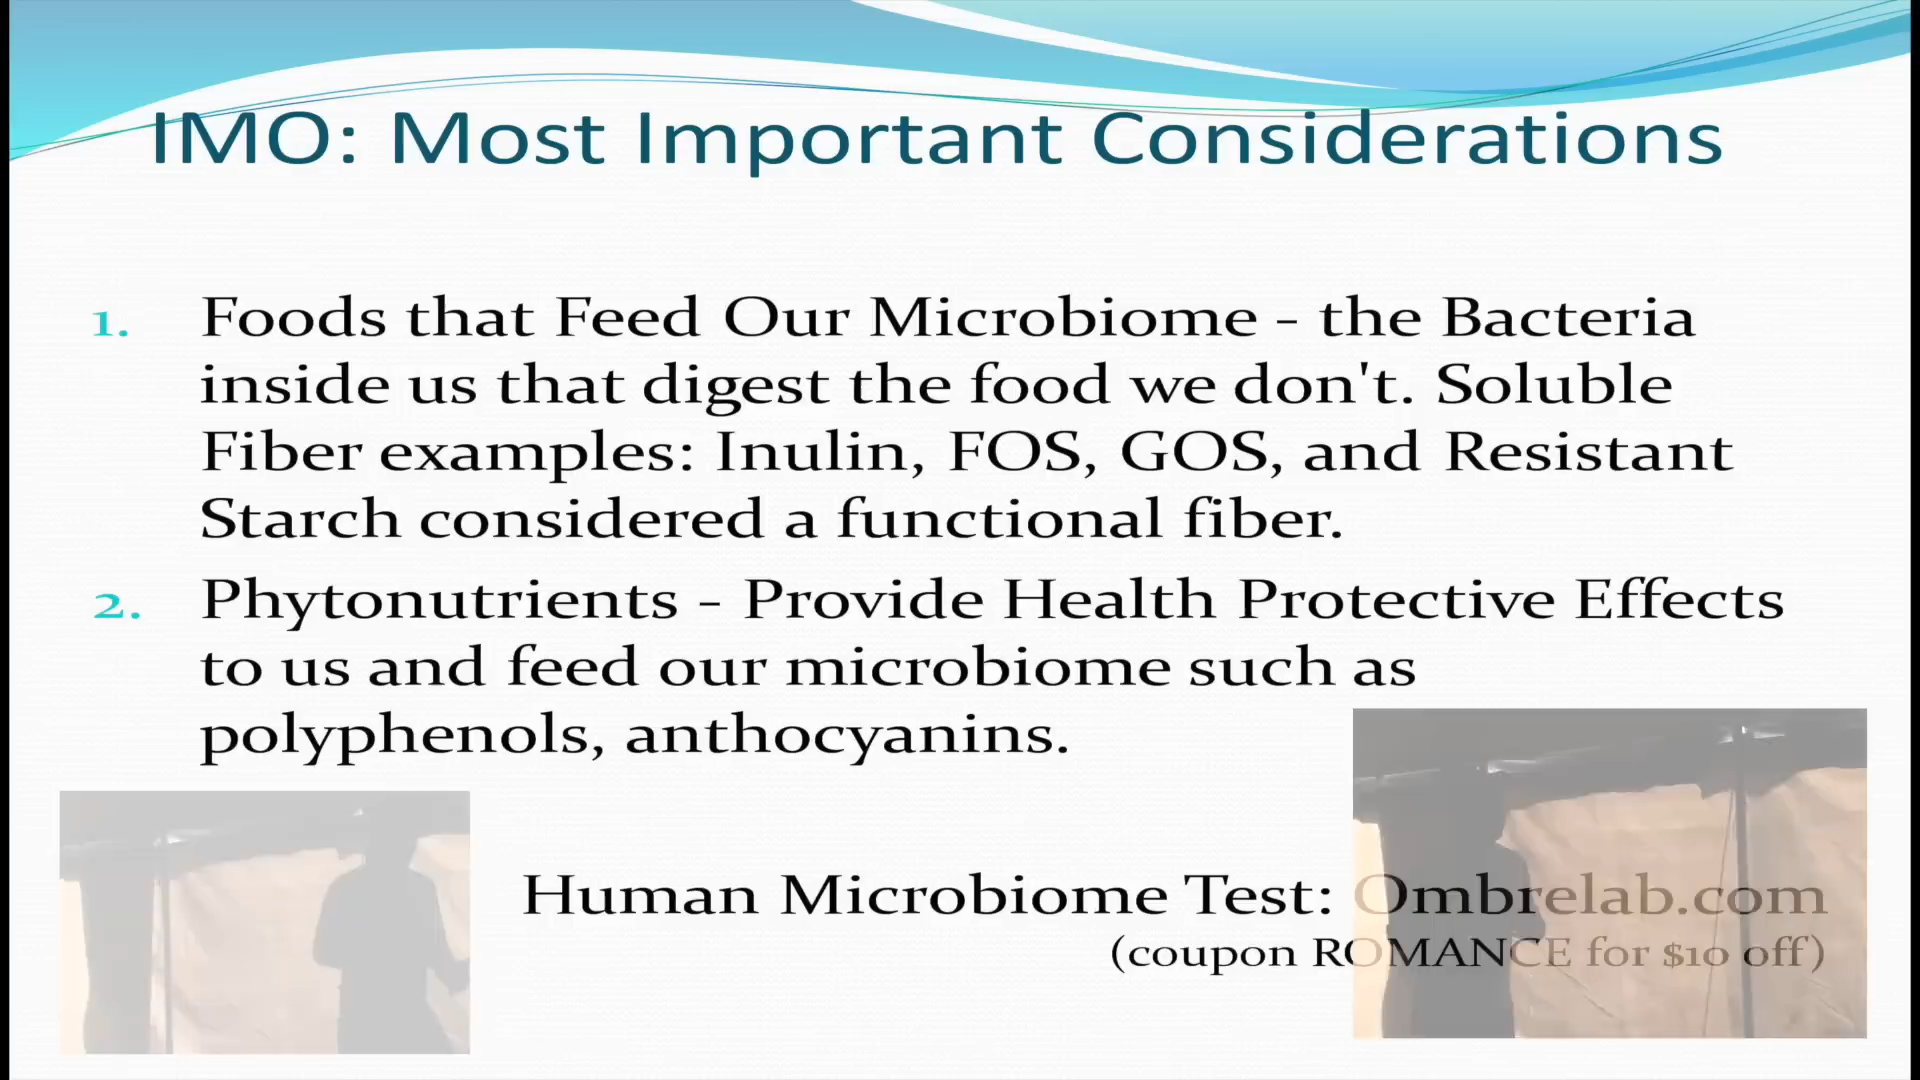 IMO: Most Important Considerations
1. Foods that Feed Our Microbiome - the Bacteria
inside us that digest the food we don't. Soluble
Fiber examples: Inulin, FOS, GOS, and Resistant
Starch considered a functional fiber.
2. Phytonutrients - Provide Health Protective Effects
to us and feed our microbiome such as
polyphenols, anthocyanins.
Human Microbiome Test: Ombrelab.com
(coupon ROMANCE for $10 off)